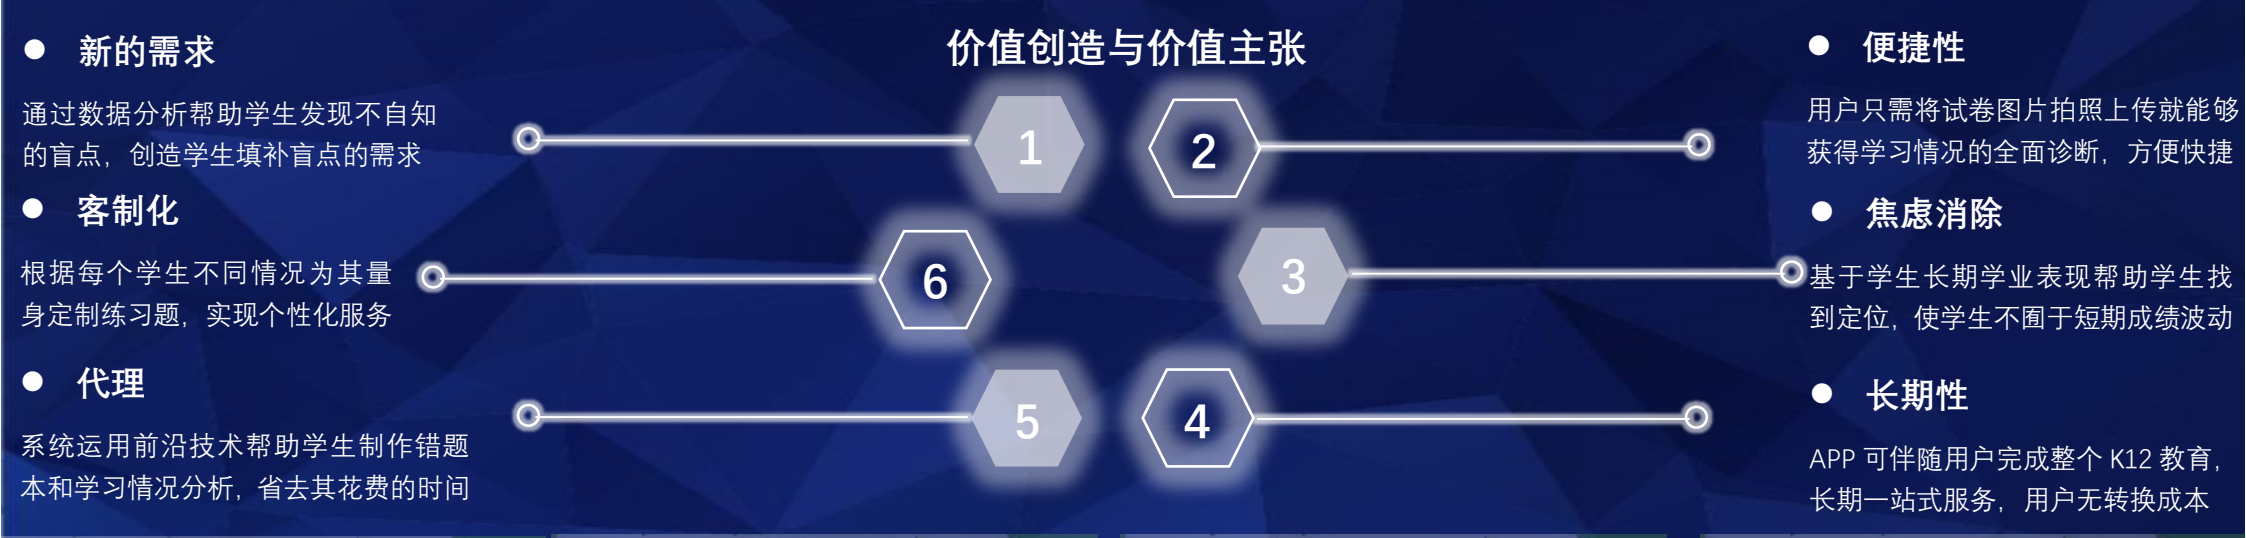 价值创造与价值主张
● 新的需求
通过数据分析帮助学生发现不自知
的盲点，创造学生填补盲点的需求
● 客制化
根据每个学生不同情况为其量
身定制练习题，实现个性化服务
● 代理
系统运用前沿技术帮助学生制作错题
本和学习情况分析，省去其花费的时间
1
2
6
3
5
4
● 便捷性
用户只需将试卷图片拍照上传就能够
获得学习情况的全面诊断，方便快捷
● 焦虑消除
基于学生长期学业表现帮助学生找
到定位，使学生不囿于短期成绩波动
● 长期性
APP 可伴随用户完成整个 K12 教育，
长期一站式服务，用户无转换成本